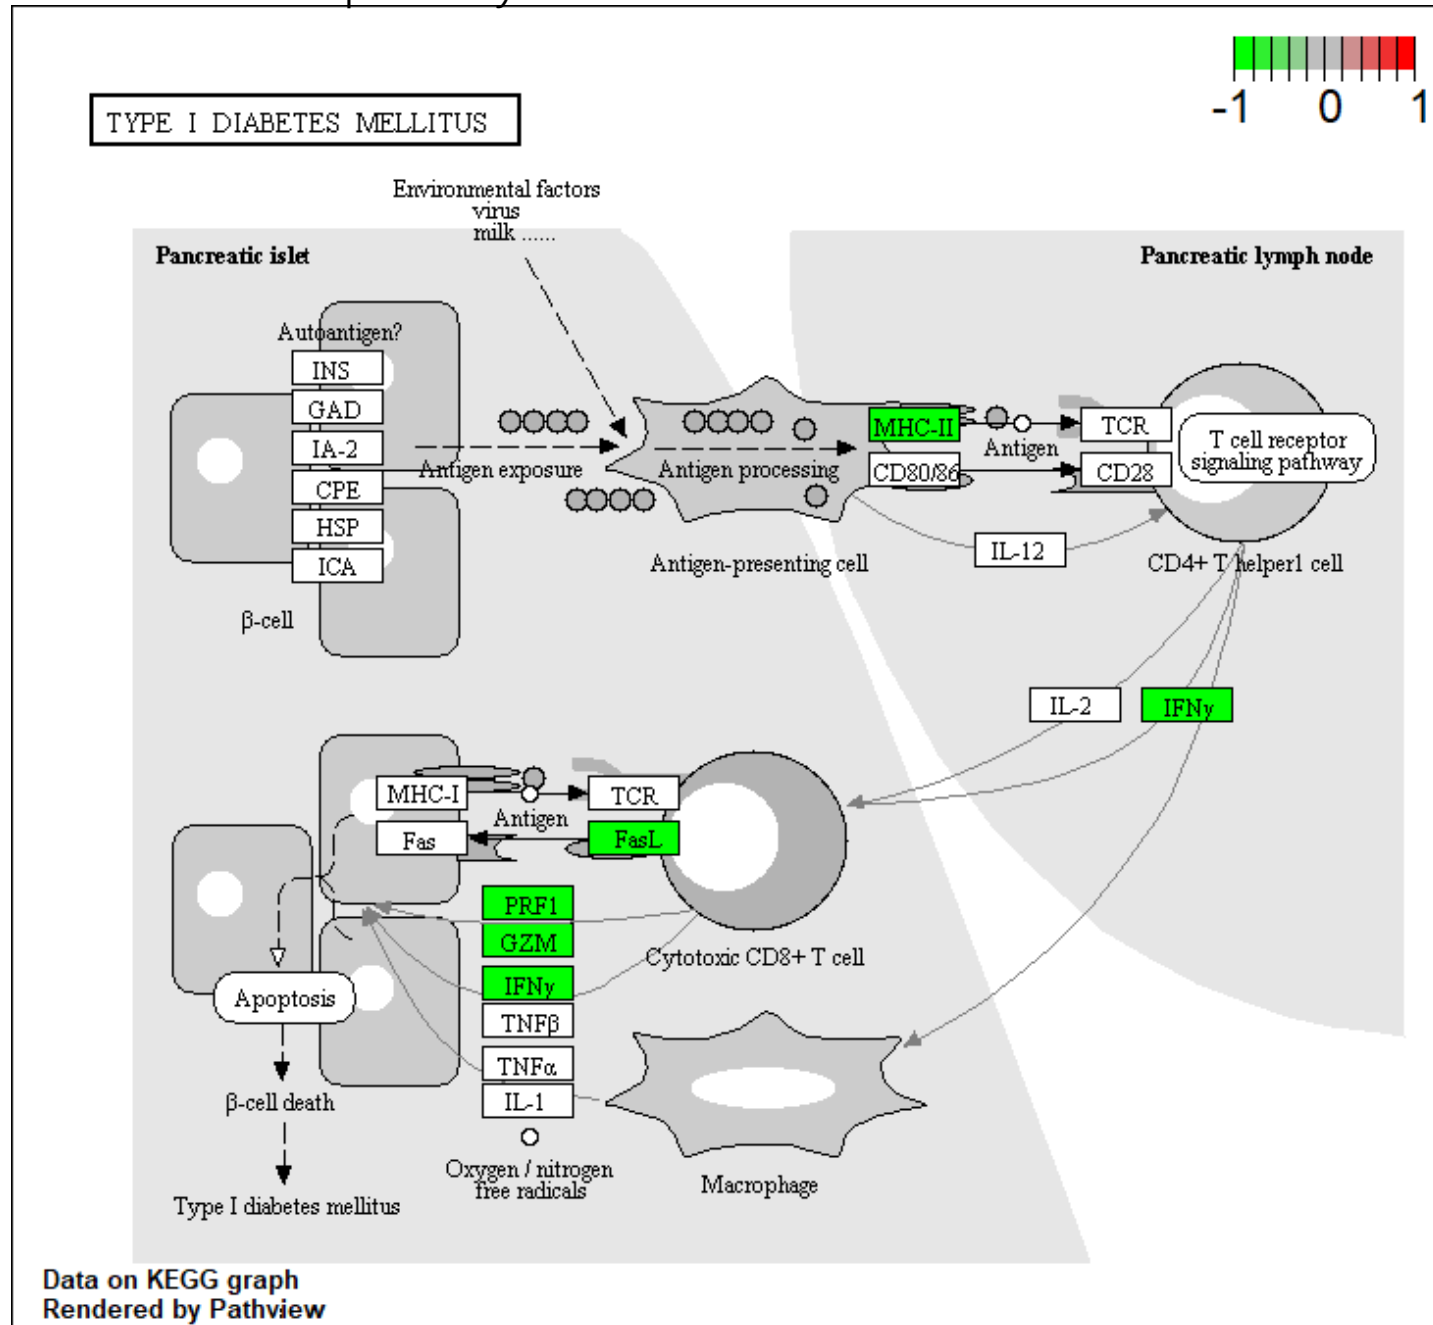 -1 0 1
TYPE I DIABETES MELLITUS
Environmental factors
virus
milk ......
Pancreatic islet
Pancreatic lymph node
Autoantigen?
INS
GAD
IA-2
CPE
HSP
ICA
β-cell
Antigen exposure
Antigen processing
Antigen-presenting cell
MHC-II
CD80/86
Antigen
TCR
CD28
T cell receptor
signaling pathway
IL-12
CD4+ T helper1 cell
IL-2
IFNγ
MHC-I
Fas
Antigen
TCR
FasL
PRF1
GZM
IFNγ
TNFβ
TNFα
IL-1
Cytotoxic CD8+ T cell
Apoptosis
β-cell death
Type I diabetes mellitus
Oxygen / nitrogen
free radicals
Macrophage
Data on KEGG graph
Rendered by Pathview